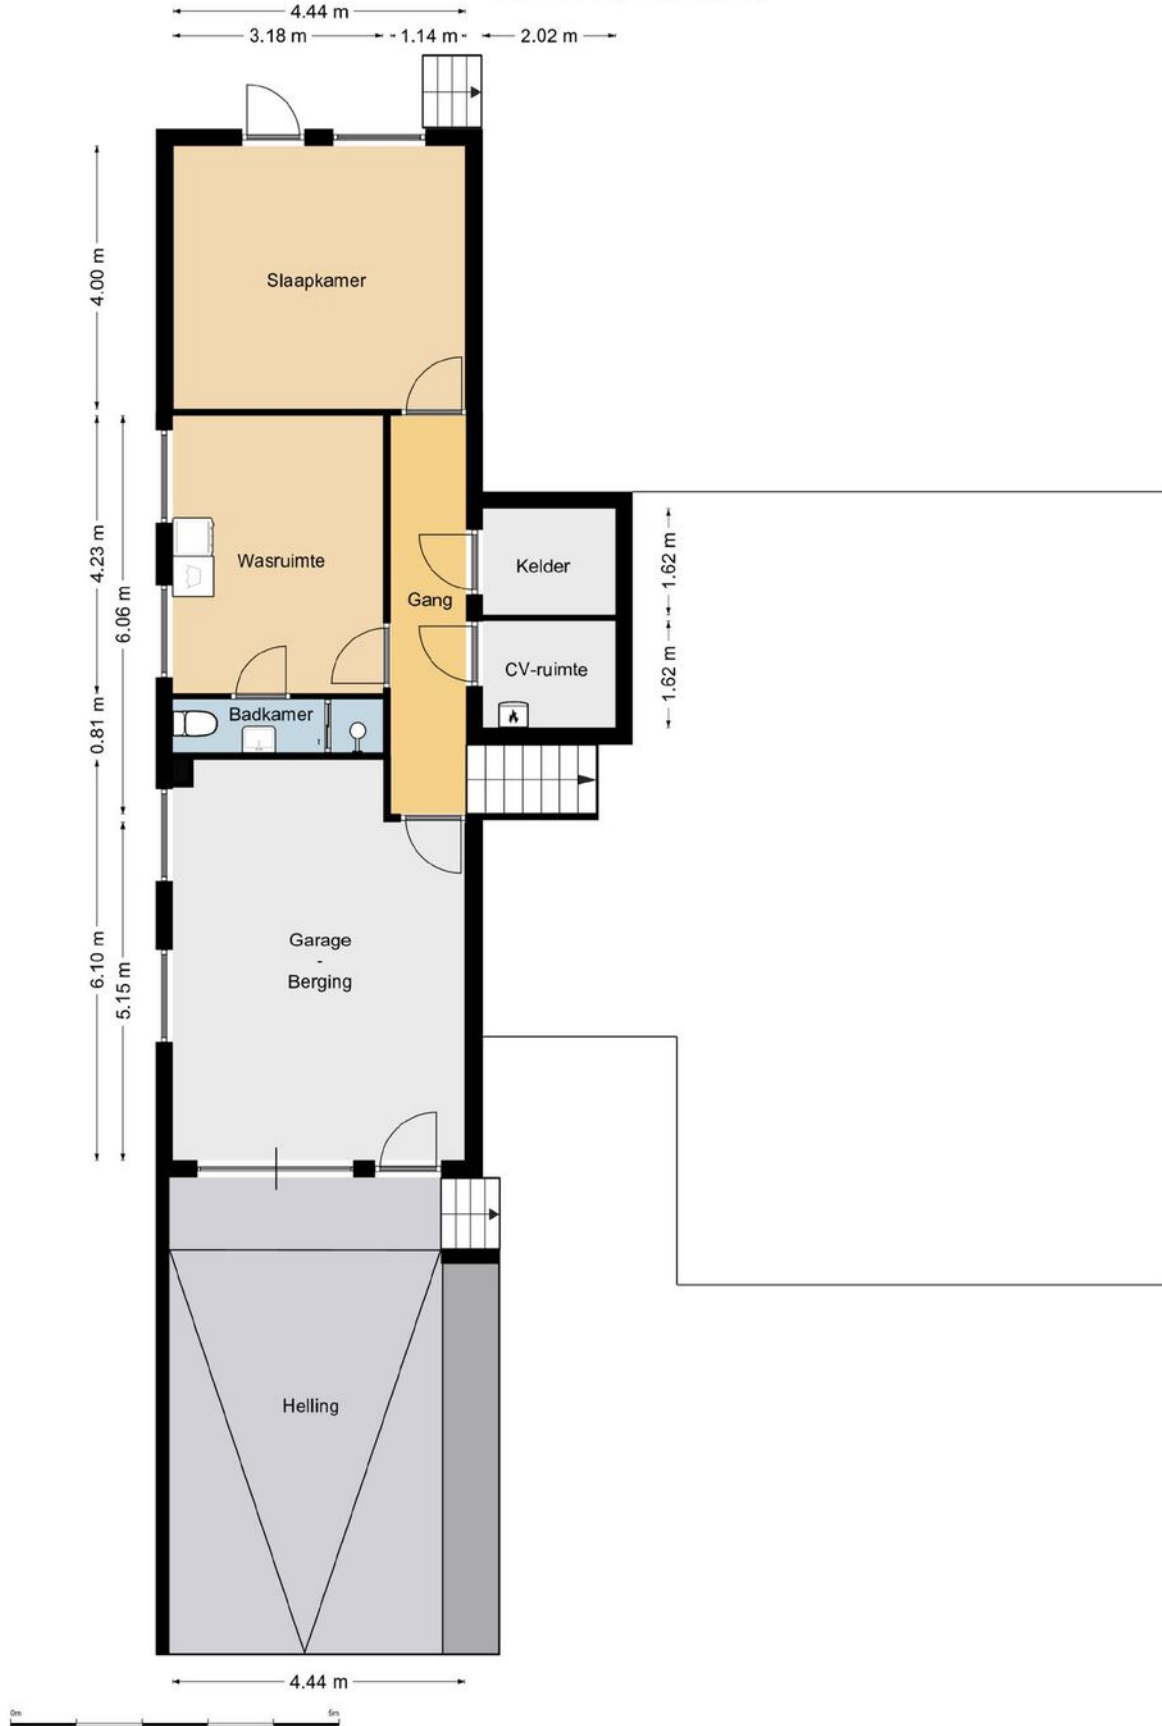 4.44 m
3.18 m
1.14 m
2.02 m
4.00 m
Slaapkamer
4.23 m
6.06 m
Wasruimte
Gang
Kelder
1.62 m
CV-ruimte
1.62 m
0.81 m
Badkamer
6.10 m
5.15 m
Garage
-
Berging
Helling
4.44 m
0m
5m